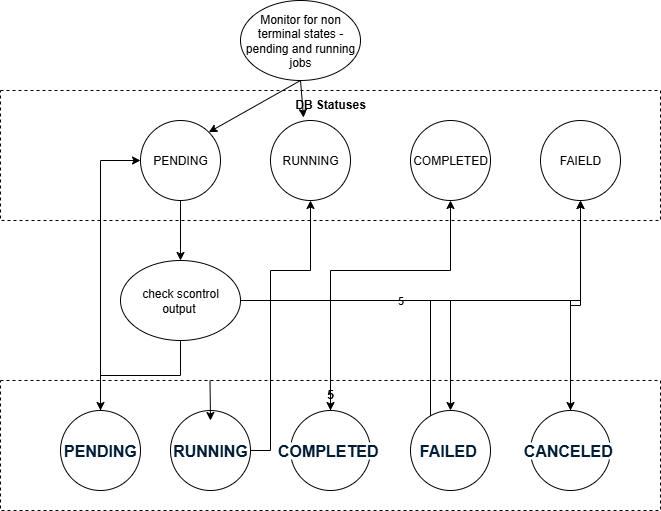 Monitor for non
terminal states -
pending and running
jobs
DB Statuses
PENDING
RUNNING
COMPLETED
FAIELD
check scontrol
output
5
5
PENDING
RUNNING
COMPLETED
FAILED
CANCELED